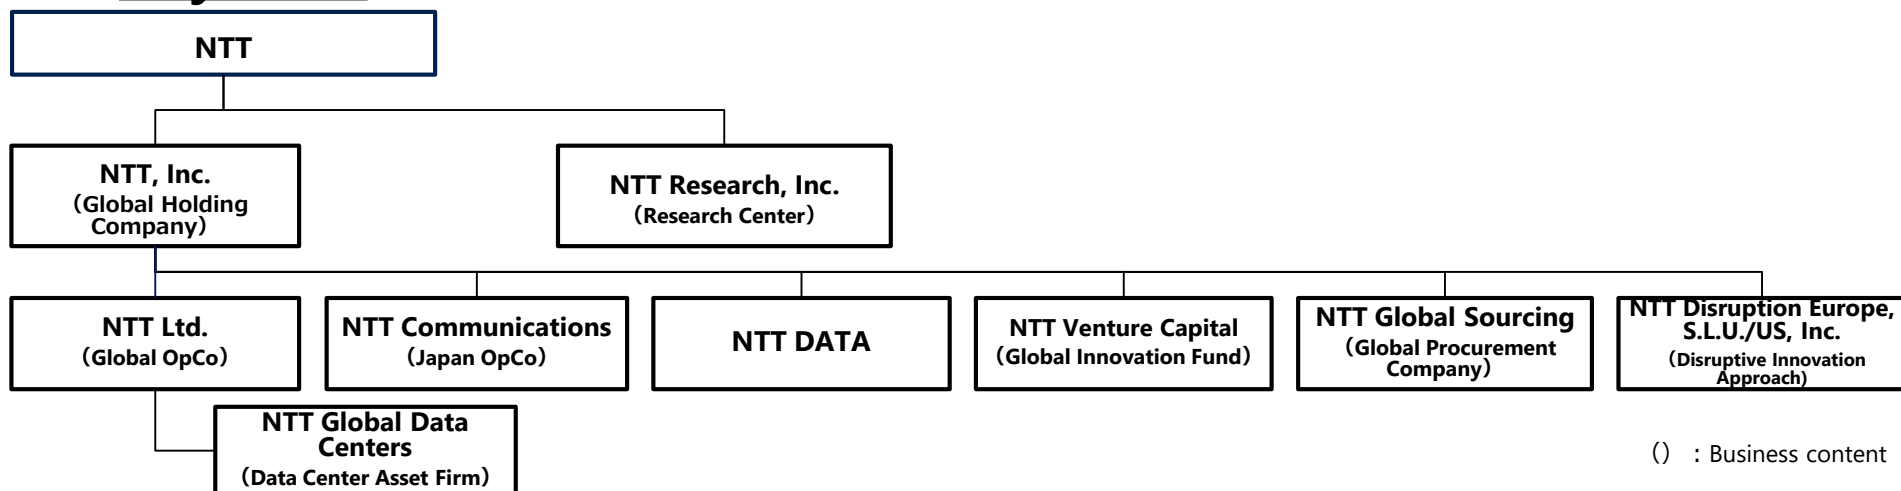 NTT
NTT, Inc.
（Global Holding
Company）
NTT Research, Inc.
（Research Center）
NTT Ltd.
（Global OpCo）
NTT Communications
（Japan OpCo）
NTT DATA
NTT Venture Capital
（Global Innovation Fund）
NTT Global Sourcing
（Global Procurement
Company）
NTT Disruption Europe,
S.L.U./US, Inc.
（Disruptive Innovation
Approach)
NTT Global Data
Centers
（Data Center Asset Firm）
（）：Business content